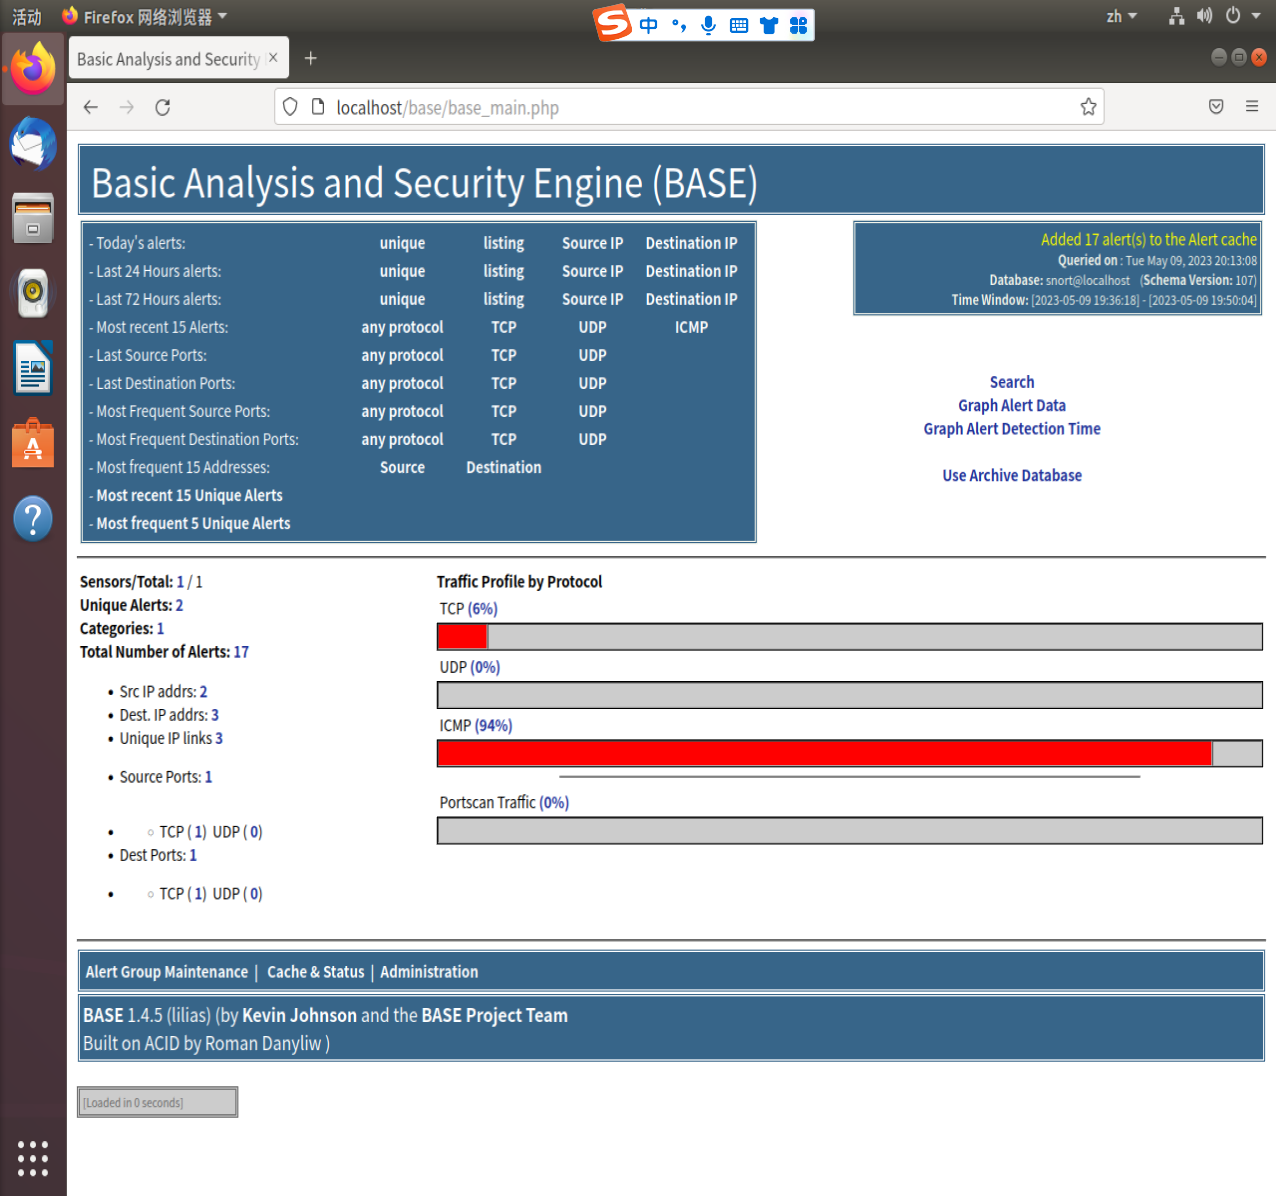 活动 Firefox 网络浏览器 中 zh
Basic Analysis and Security
localhost/base/base_main.php
Basic Analysis and Security Engine (BASE)
- Today's alerts: unique listing Source IP Destination IP
- Last 24 Hours alerts: unique listing Source IP Destination IP
- Last 72 Hours alerts: unique listing Source IP Destination IP
- Most recent 15 Alerts: any protocol TCP UDP ICMP
- Last Source Ports: any protocol TCP UDP
- Last Destination Ports: any protocol TCP UDP
- Most Frequent Source Ports: any protocol TCP UDP
- Most Frequent Destination Ports: any protocol TCP UDP
- Most frequent 15 Addresses: Source Destination
- Most recent 15 Unique Alerts
- Most frequent 5 Unique Alerts
Added 17 alert(s) to the Alert cache
Queried on : Tue May 09, 2023 20:13:08
Database: snort@localhost (Schema Version: 107)
Time Window: [2023-05-09 19:36:18] - [2023-05-09 19:50:04]
Search
Graph Alert Data
Graph Alert Detection Time
Use Archive Database
Sensors/Total: 1 / 1
Unique Alerts: 2
Categories: 1
Total Number of Alerts: 17
• Src IP addrs: 2
• Dest. IP addrs: 3
• Unique IP links 3
• Source Ports: 1
• ○ TCP ( 1) UDP ( 0)
• Dest Ports: 1
• ○ TCP ( 1) UDP ( 0)
Traffic Profile by Protocol
TCP (6%)
UDP (0%)
ICMP (94%)
Portscan Traffic (0%)
Alert Group Maintenance | Cache & Status | Administration
BASE 1.4.5 (lilias) (by Kevin Johnson and the BASE Project Team
Built on ACID by Roman Danyliw )
[Loaded in 0 seconds]